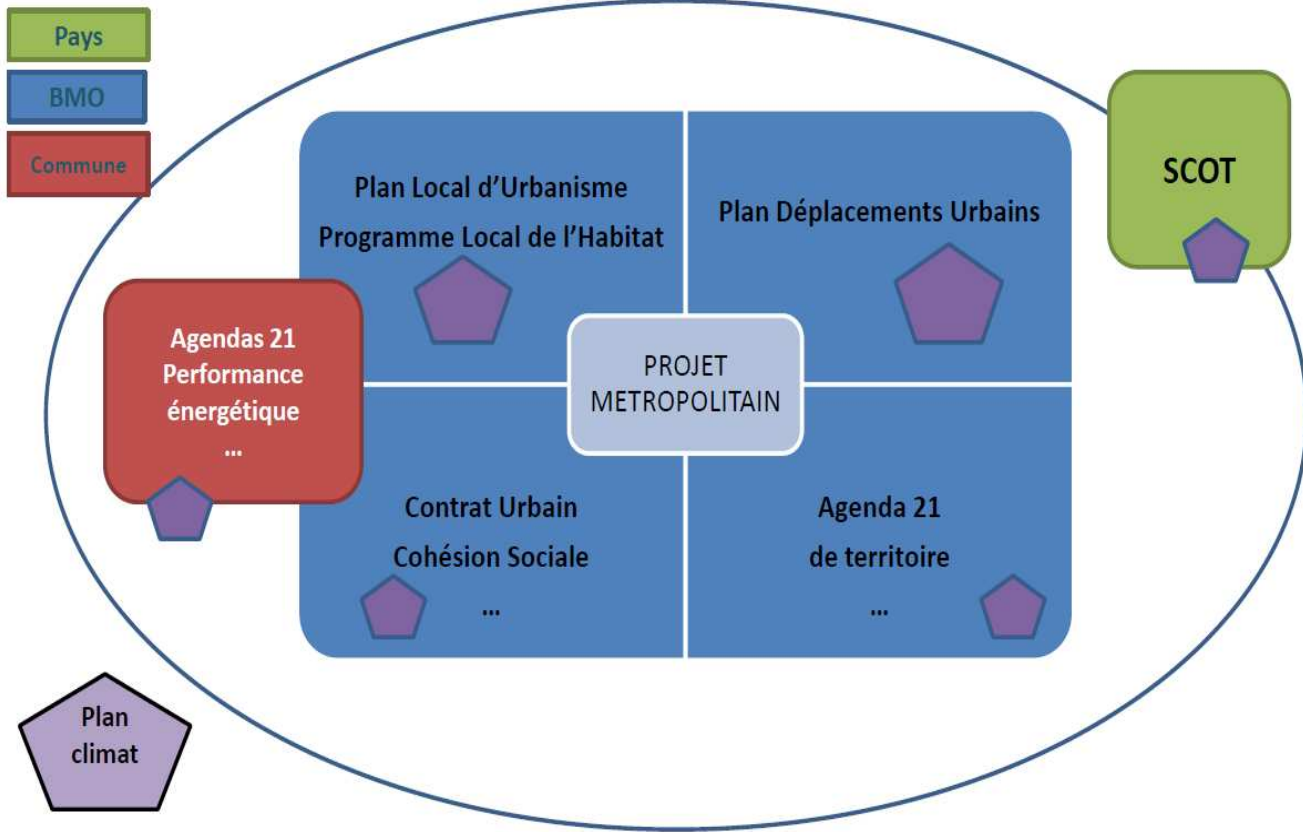 Pays
BMO
Commune
SCOT
Plan Local d'Urbanisme
Programme Local de l'Habitat
Plan Déplacements Urbains
Agendas 21
Performance
énergétique
...
PROJET
METROPOLITAIN
Contrat Urbain
Cohésion Sociale
...
Agenda 21
de territoire
...
Plan
climat